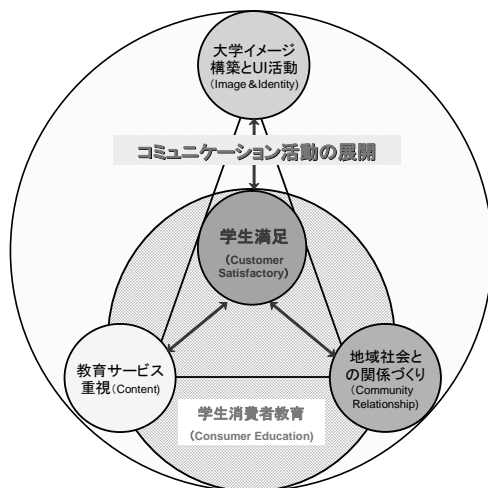 大学イメージ
構築とUI活動
(Image&Identity)
コミュニケーション活動の展開
学生満足
(Customer
Satisfactory)
教育サービス
重視(Content)
地域社会と
の関係づくり
(Community
Relationship)
学生消費者教育
(Consumer Education)